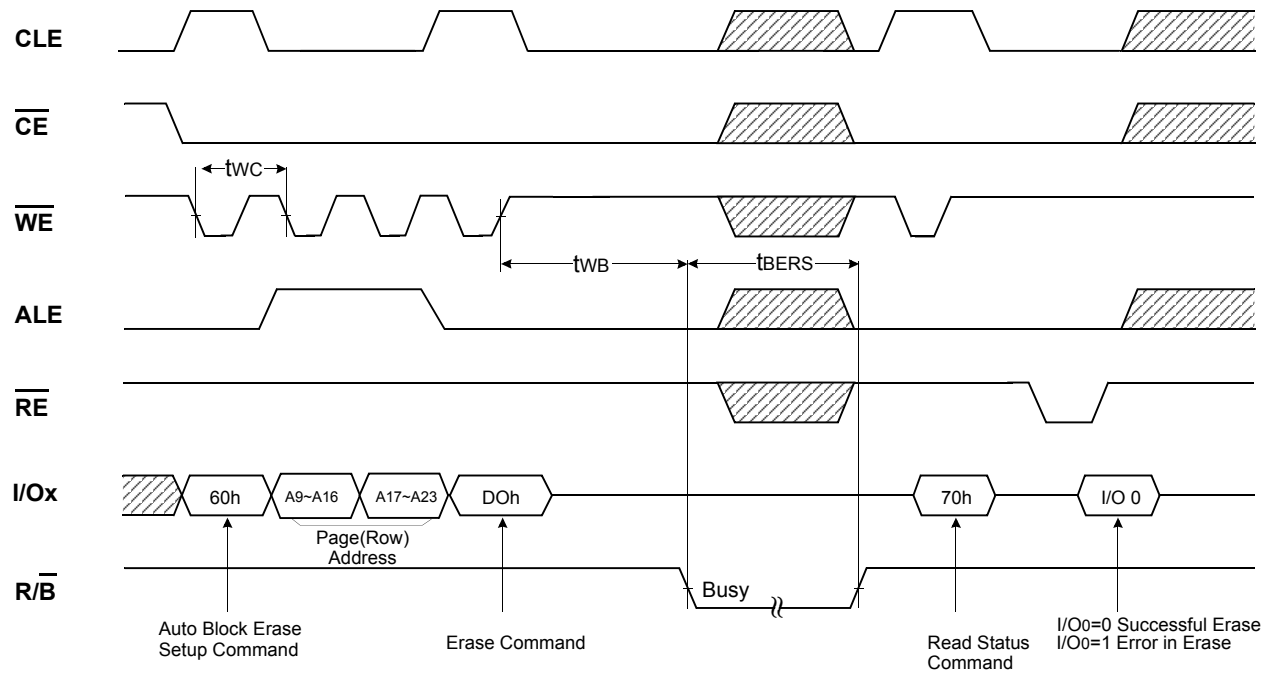 CLE
CE
tWC
WE
tWB
tBERS
ALE
RE
I/Ox
60h
A9~A16
A17~A23
DOh
70h
I/O 0
Page(Row)
Address
R/B
Busy
Auto Block Erase
Setup Command
Erase Command
Read Status
Command
I/O0=0 Successful Erase
I/O0=1 Error in Erase